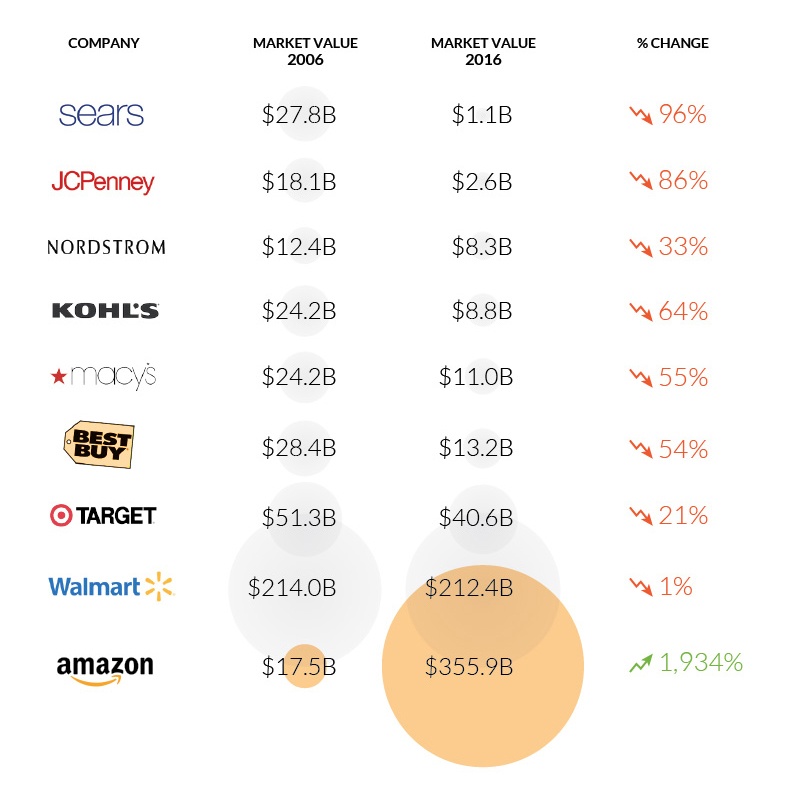 COMPANY MARKET VALUE 2006 MARKET VALUE 2016 % CHANGE
sears $27.8B $1.1B 96%
JCPenney $18.1B $2.6B 86%
NORDSTROM $12.4B $8.3B 33%
KOHL'S $24.2B $8.8B 64%
macy's $24.2B $11.0B 55%
BEST BUY $28.4B $13.2B 54%
TARGET $51.3B $40.6B 21%
Walmart $214.0B $212.4B 1%
amazon $17.5B $355.9B 1,934%